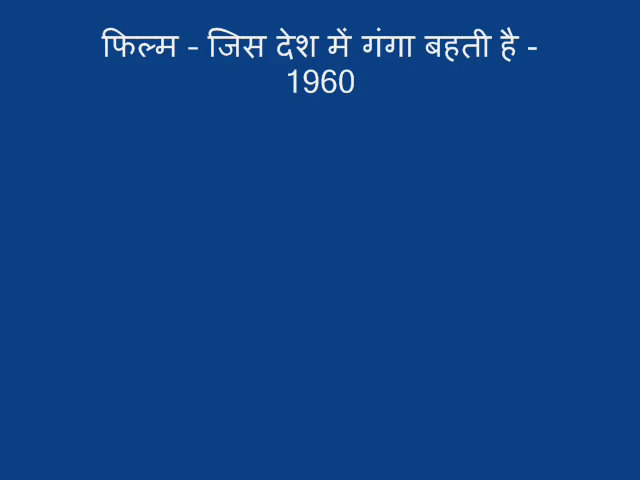 फिल्म - जिस देश में गंगा बहती है -
1960